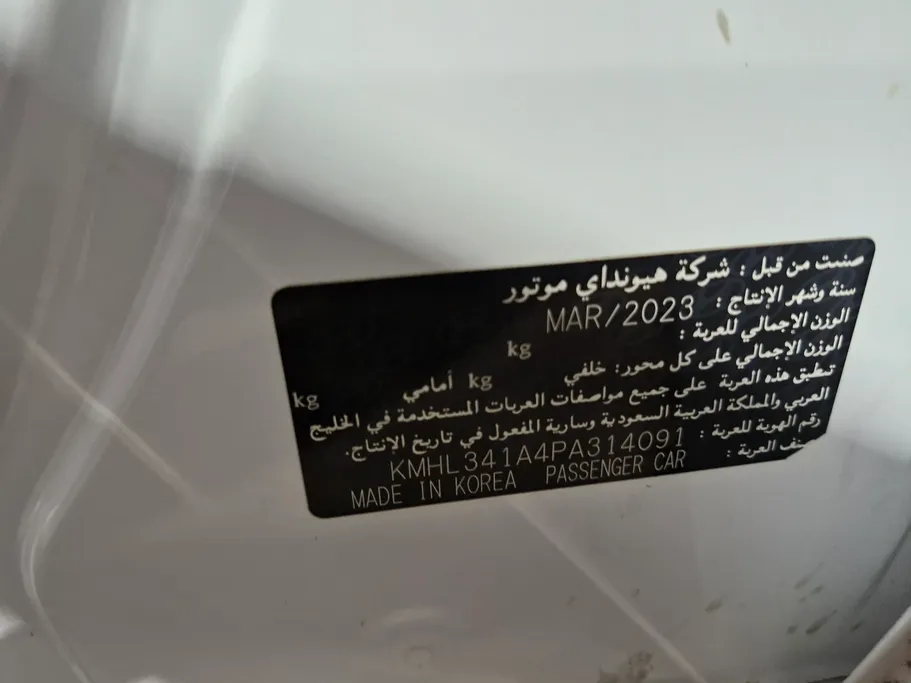 صنعت من قبل : شركة هيونداي موتور
سنة وشهر الإنتاج : MAR/2023
الوزن الإجمالي للعربة : kg
الوزن الإجمالي على كل محور: خلفي kg أمامي kg
تنطبق هذه العربة على جميع مواصفات العربات المستخدمة في الخليج
العربي والمملكة العربية السعودية وسارية المفعول في تاريخ الإنتاج.
رقم الهوية للعربة : KMHL341A4PA314091
صنف العربة : PASSENGER CAR
MADE IN KOREA